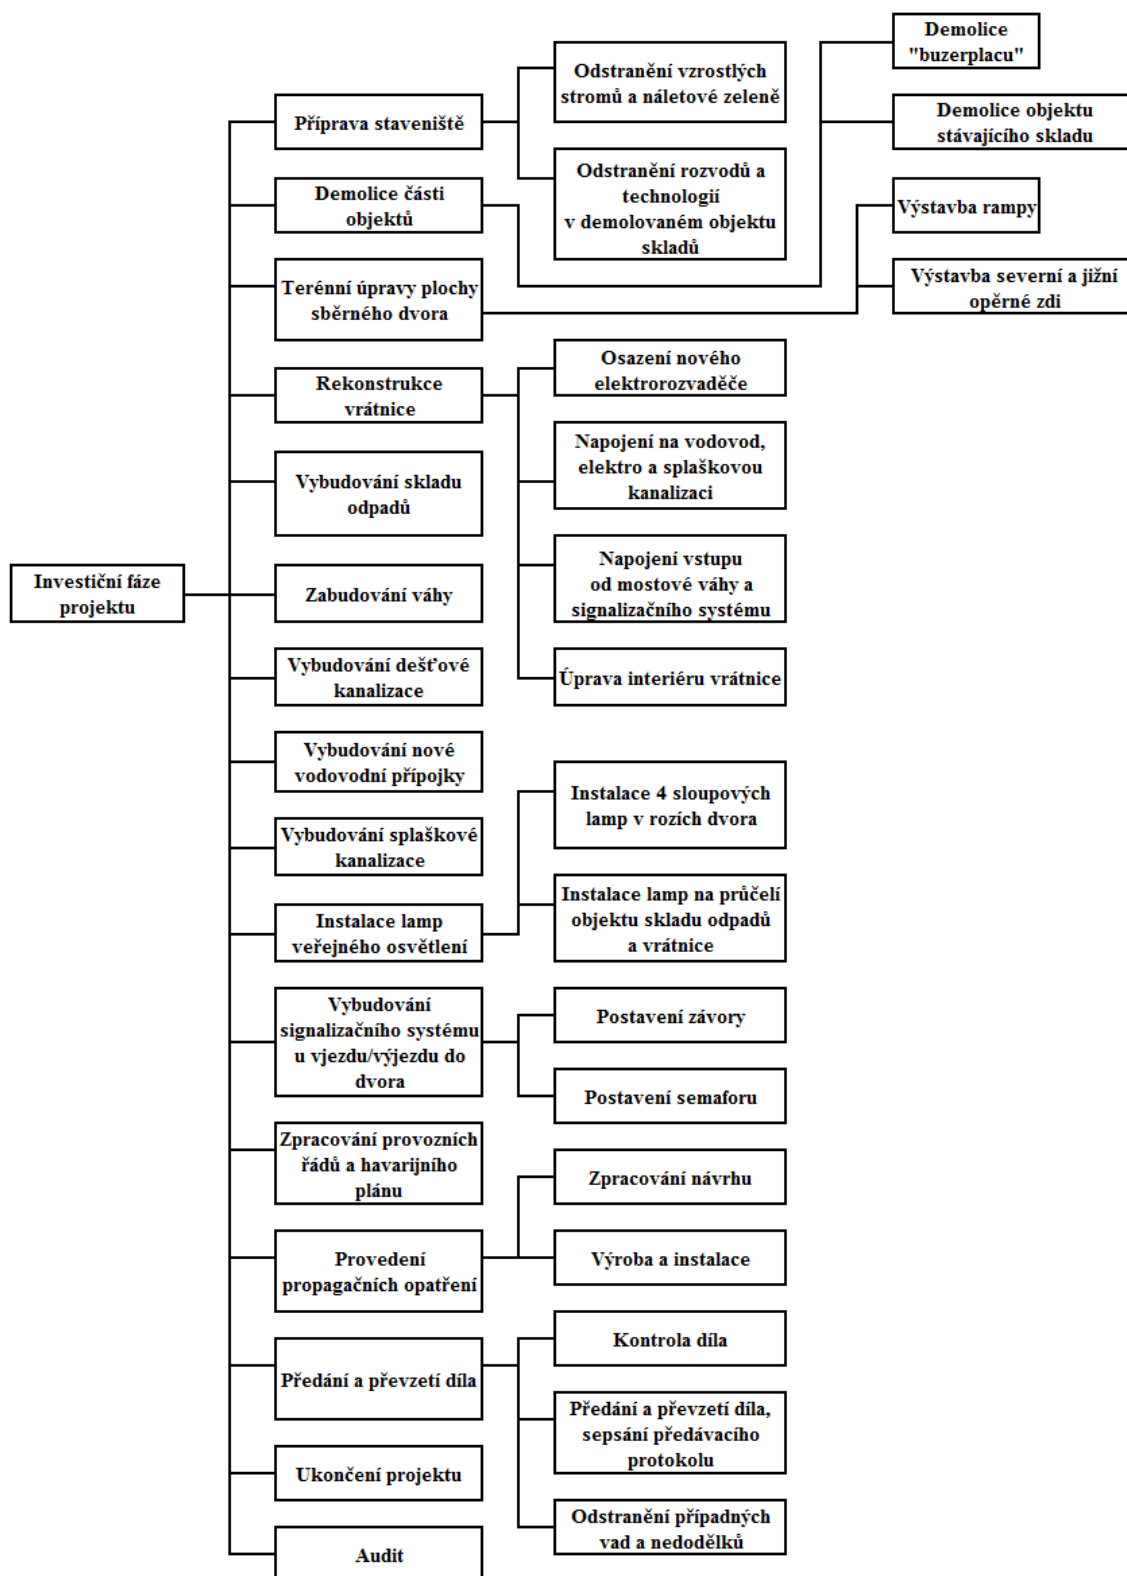 Investiční fáze
projektu
Příprava staveniště
Odstranění vzrostlých
stromů a náletové zeleně
Odstranění rozvodů a
technologií
v demolovaném objektu
skladů
Demolice části
objektů
Demolice
"buzerplacu"
Demolice objektu
stávajícího skladu
Terénní úpravy plochy
sběrného dvora
Výstavba rampy
Výstavba severní a jižní
opěrné zdi
Rekonstrukce
vrátnice
Osazení nového
elektrorozvaděče
Napojení na vodovod,
elektro a splaškovou
kanalizaci
Napojení vstupu
od mostové váhy a
signalizačního systému
Úprava interiéru vrátnice
Vybudování skladu
odpadů
Zabudování váhy
Vybudování dešťové
kanalizace
Vybudování nové
vodovodní přípojky
Vybudování splaškové
kanalizace
Instalace lamp
veřejného osvětlení
Instalace 4 sloupových
lamp v rozích dvora
Instalace lamp na průčelí
objektu skladu odpadů
a vrátnice
Vybudování
signalizačního systému
u vjezdu/výjezdu do
dvora
Postavení závory
Postavení semaforu
Zpracování provozních
řádů a havarijního
plánu
Provedení
propagačních opatření
Zpracování návrhu
Výroba a instalace
Předání a převzetí díla
Kontrola díla
Předání a převzetí díla,
sepsání předávacího
protokolu
Odstranění případných
vad a nedodělků
Ukončení projektu
Audit